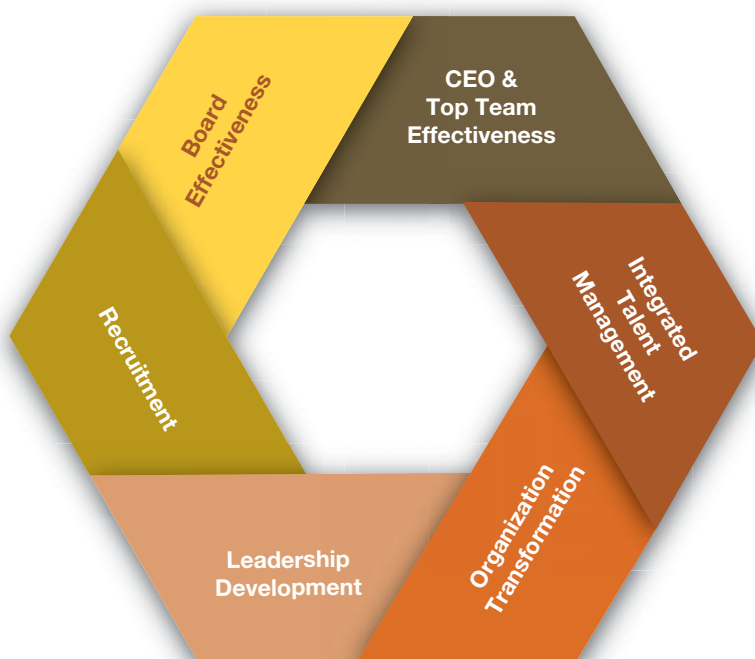 CEO &
Top Team
Effectiveness
Board
Effectiveness
Integrated
Talent
Management
Recruitment
Organization
Transformation
Leadership
Development